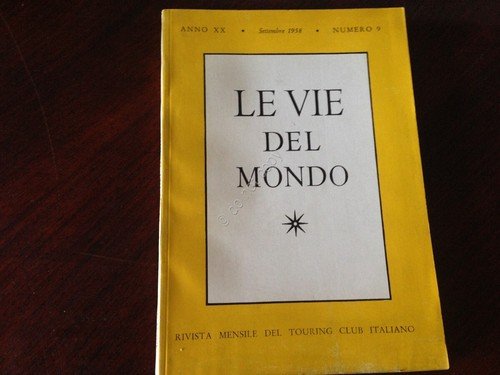 ANNO XX • Settembre 1958 • NUMERO 9
LE VIE
DEL
MONDO
RIVISTA MENSILE DEL TOURING CLUB ITALIANO